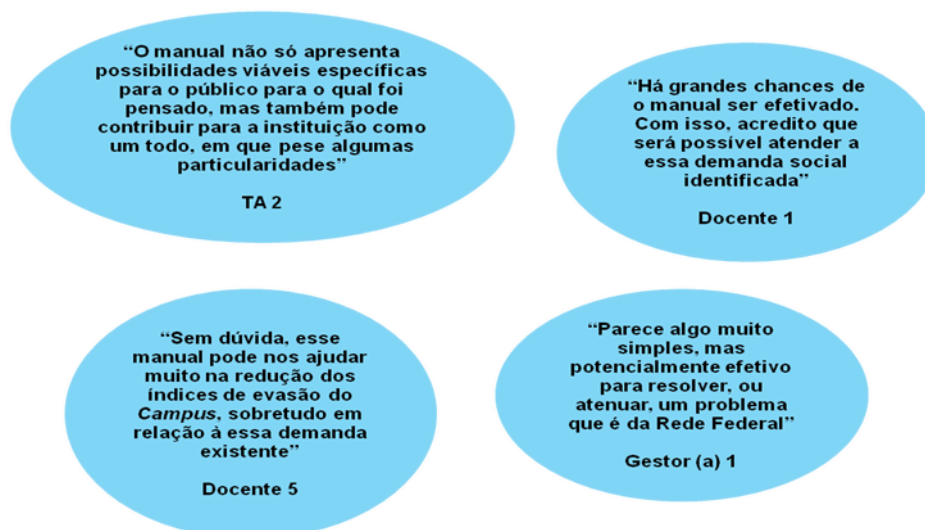 “O manual não só apresenta
possibilidades viáveis específicas
para o público para o qual foi
pensado, mas também pode
contribuir para a instituição como
um todo, em que pese algumas
particularidades”
TA 2
“Há grandes chances de
o manual ser efetivado.
Com isso, acredito que
será possível atender a
essa demanda social
identificada”
Docente 1
“Sem dúvida, esse
manual pode nos ajudar
muito na redução dos
índices de evasão do
Campus, sobretudo em
relação à essa demanda
existente”
Docente 5
“Parece algo muito
simples, mas
potencialmente efetivo
para resolver, ou
atenuar, um problema
que é da Rede Federal”
Gestor (a) 1